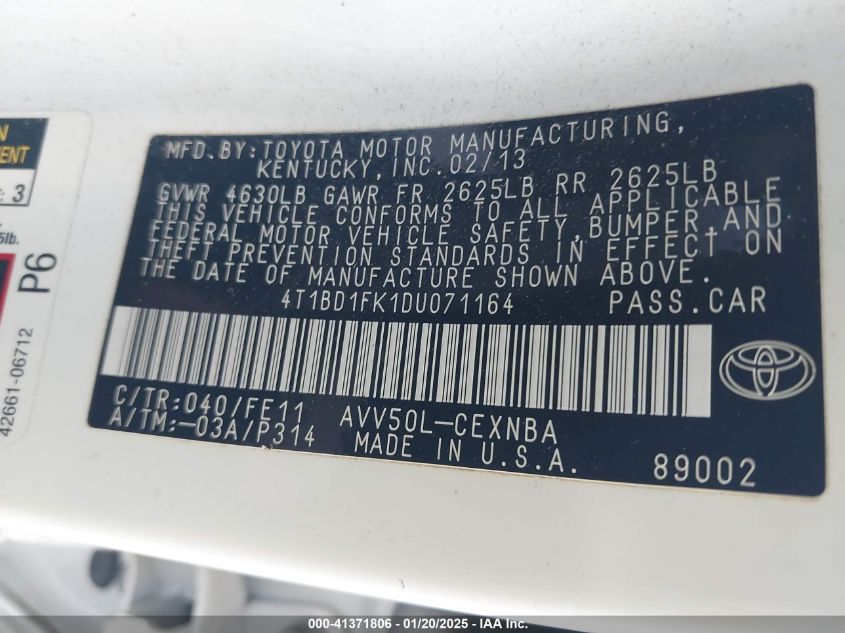 N
EMENT
: 3
5lb.
P6
42661-06712
MFD.BY:TOYOTA MOTOR MANUFACTURING,
KENTUCKY,INC.02/13
GVWR 4630LB GAWR FR 2625LB RR 2625LB
THIS VEHICLE CONFORMS TO ALL APPLICABLE
FEDERAL MOTOR VEHICLE SAFETY,BUMPER,AND
THEFT PREVENTION STANDARDS IN EFFECT ON
THE DATE OF MANUFACTURE SHOWN ABOVE.
4T1BD1FK1DU071164 PASS.CAR
C/TR:040/FE11 AVV50L-CEXNBA
A/TM:-03A/P314 MADE IN U.S.A. 89002
000-41371806 | 01/20/2025 | © IAA Inc.